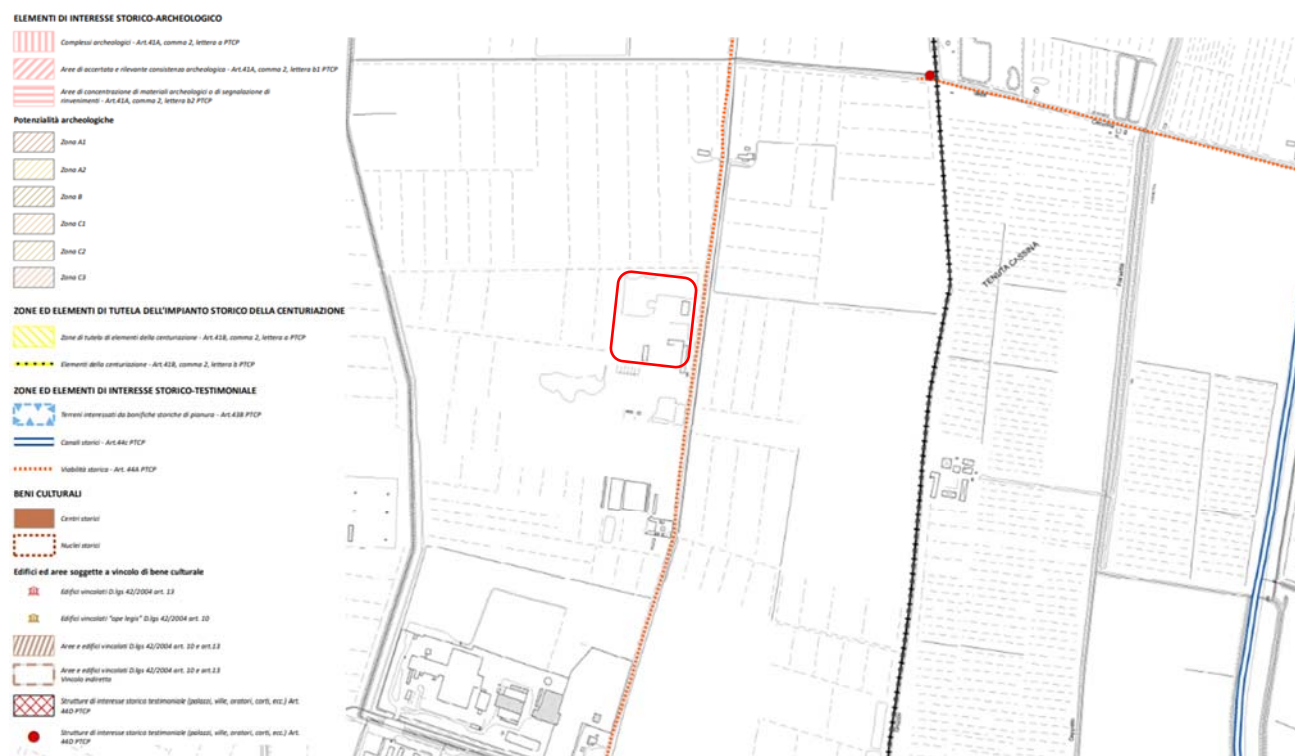 ELEMENTI DI INTERESSE STORICO-ARCHEOLOGICO
Complessi archeologici - Art.41A, comma 2, lettera a PTCP
Aree di accertata e rilevante consistenza archeologica - Art.41A, comma 2, lettera b1 PTCP
Aree di concentrazione di materiali archeologici o di segnalazione di
rinvenimenti - Art.41A, comma 2, lettera b2 PTCP
Potenzialità archeologiche
Zona A1
Zona A2
Zona B
Zona C1
Zona C2
Zona C3
ZONE ED ELEMENTI DI TUTELA DELL'IMPIANTO STORICO DELLA CENTURIAZIONE
Zone di tutela di elementi della centuriazione - Art.41B, comma 2, lettera a PTCP
Elementi della centuriazione - Art.41B, comma 2, lettera b PTCP
ZONE ED ELEMENTI DI INTERESSE STORICO-TESTIMONIALE
Terreni interessati da bonifiche storiche di pianura - Art.43B PTCP
Canali storici - Art.44c PTCP
Viabilità storica - Art. 44A PTCP
BENI CULTURALI
Centri storici
Nuclei storici
Edifici ed aree soggette a vincolo di bene culturale
Edifici vincolati D.lgs 42/2004 art. 13
Edifici vincolati "ope legis" D.lgs 42/2004 art. 10
Aree e edifici vincolati D.lgs 42/2004 art. 10 e art.13
Aree e edifici vincolati D.lgs 42/2004 art. 10 e art.13
Vincolo indiretto
Strutture di interesse storico testimoniale (palazzi, ville, oratori, corti, ecc.) Art.
44D PTCP
Strutture di interesse storico testimoniale (palazzi, ville, oratori, corti, ecc.) Art.
44D PTCP
TENUTA CASSINA